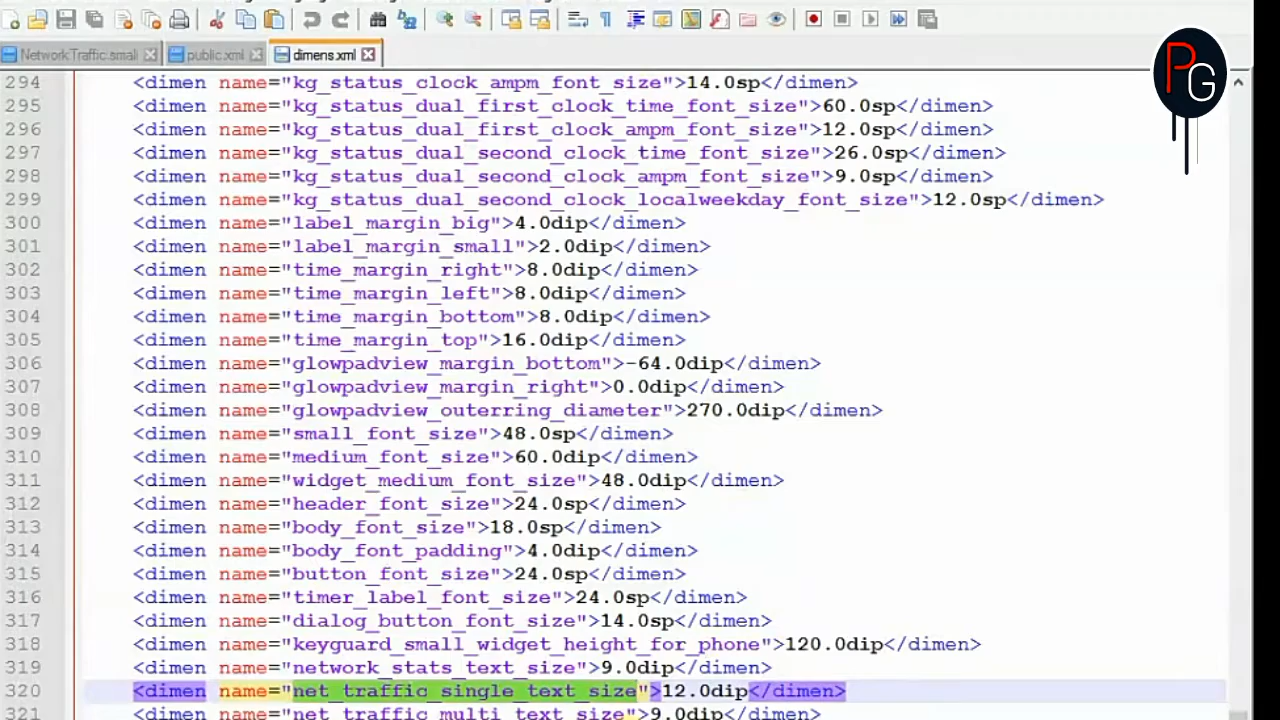 NetworkTraffic.smali
public.xml
dimens.xml
PG
294 <dimen name="kg_status_clock_ampm_font_size">14.0sp</dimen>
295 <dimen name="kg_status_dual_first_clock_time_font_size">60.0sp</dimen>
296 <dimen name="kg_status_dual_first_clock_ampm_font_size">12.0sp</dimen>
297 <dimen name="kg_status_dual_second_clock_time_font_size">26.0sp</dimen>
298 <dimen name="kg_status_dual_second_clock_ampm_font_size">9.0sp</dimen>
299 <dimen name="kg_status_dual_second_clock_localweekday_font_size">12.0sp</dimen>
300 <dimen name="label_margin_big">4.0dip</dimen>
301 <dimen name="label_margin_small">2.0dip</dimen>
302 <dimen name="time_margin_right">8.0dip</dimen>
303 <dimen name="time_margin_left">8.0dip</dimen>
304 <dimen name="time_margin_bottom">8.0dip</dimen>
305 <dimen name="time_margin_top">16.0dip</dimen>
306 <dimen name="glowpadview_margin_bottom">-64.0dip</dimen>
307 <dimen name="glowpadview_margin_right">0.0dip</dimen>
308 <dimen name="glowpadview_outerring_diameter">270.0dip</dimen>
309 <dimen name="small_font_size">48.0sp</dimen>
310 <dimen name="medium_font_size">60.0dip</dimen>
311 <dimen name="widget_medium_font_size">48.0dip</dimen>
312 <dimen name="header_font_size">24.0sp</dimen>
313 <dimen name="body_font_size">18.0sp</dimen>
314 <dimen name="body_font_padding">4.0dip</dimen>
315 <dimen name="button_font_size">24.0sp</dimen>
316 <dimen name="timer_label_font_size">24.0sp</dimen>
317 <dimen name="dialog_button_font_size">14.0sp</dimen>
318 <dimen name="keyguard_small_widget_height_for_phone">120.0dip</dimen>
319 <dimen name="network_stats_text_size">9.0dip</dimen>
320 <dimen name="net_traffic_single_text_size">12.0dip</dimen>
321 <dimen name="net_traffic_multi_text_size">9.0dip</dimen>